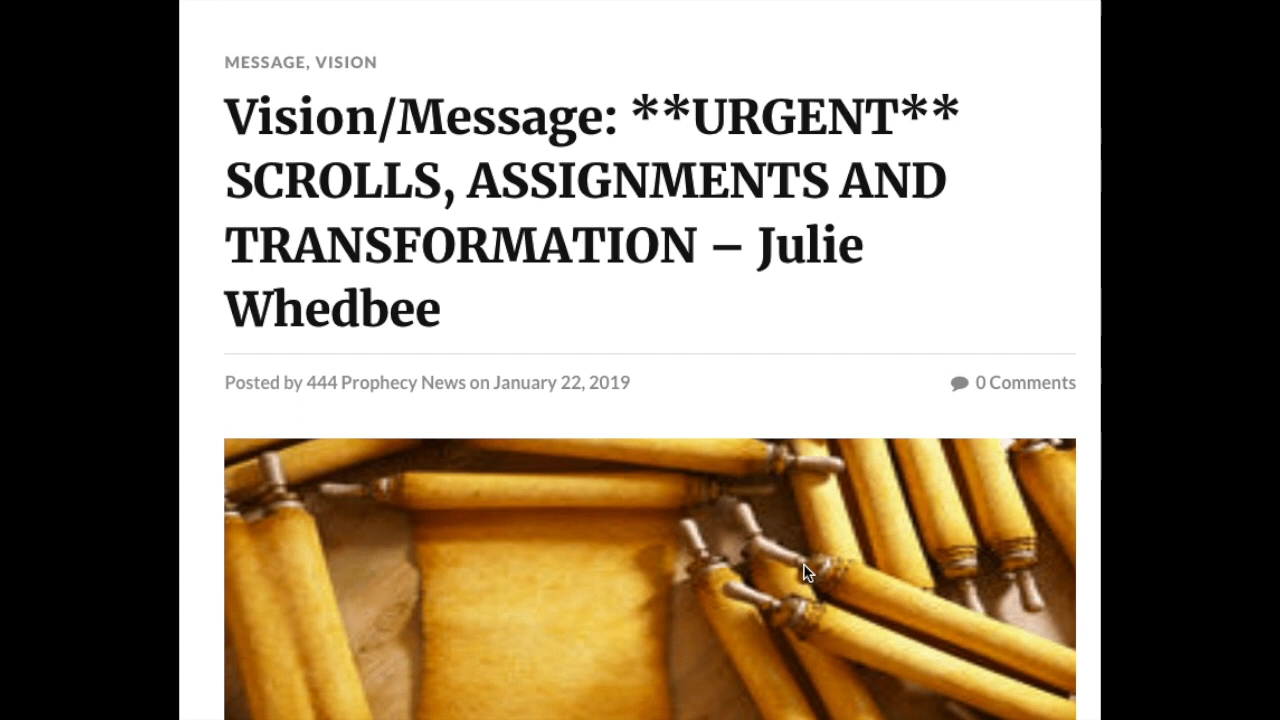 MESSAGE, VISION
Vision/Message: **URGENT**
SCROLLS, ASSIGNMENTS AND
TRANSFORMATION – Julie
Whedbee
Posted by 444 Prophecy News on January 22, 2019
0 Comments